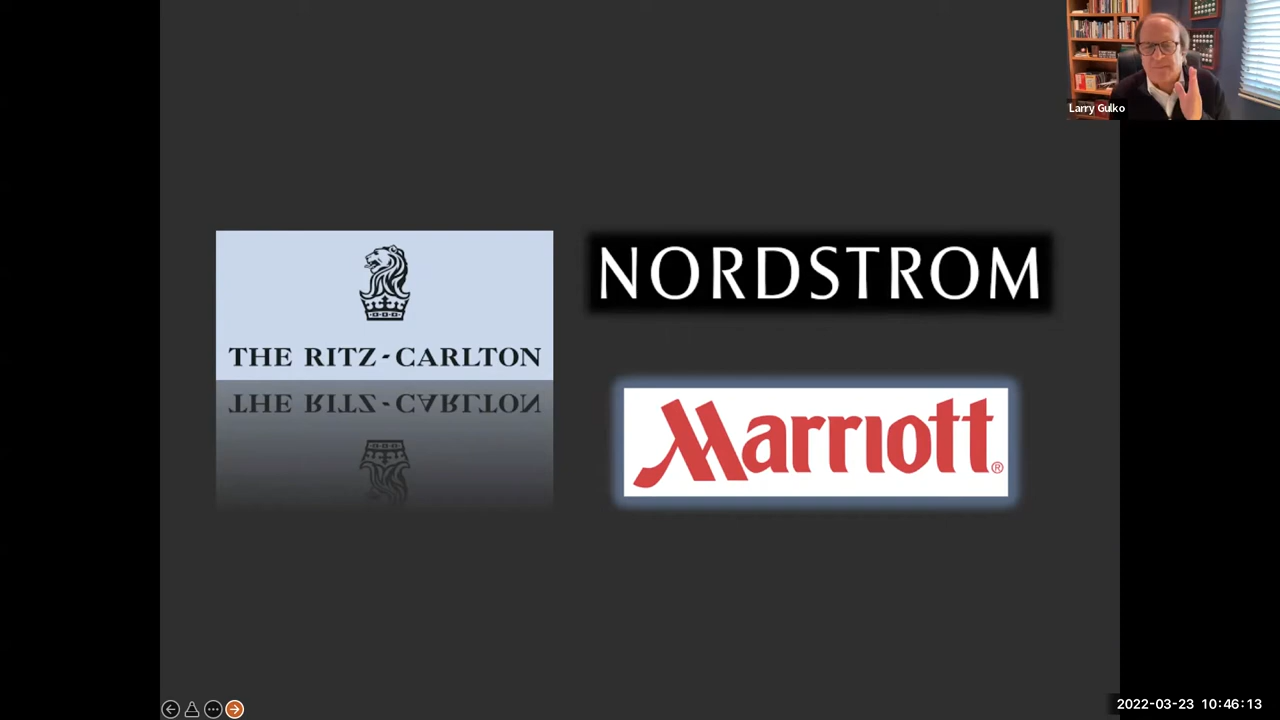 Larry Gulko
THE RITZ-CARLTON
THE RITZ-CARLTON
NORDSTROM
Marriott®
2022-03-23 10:46:13